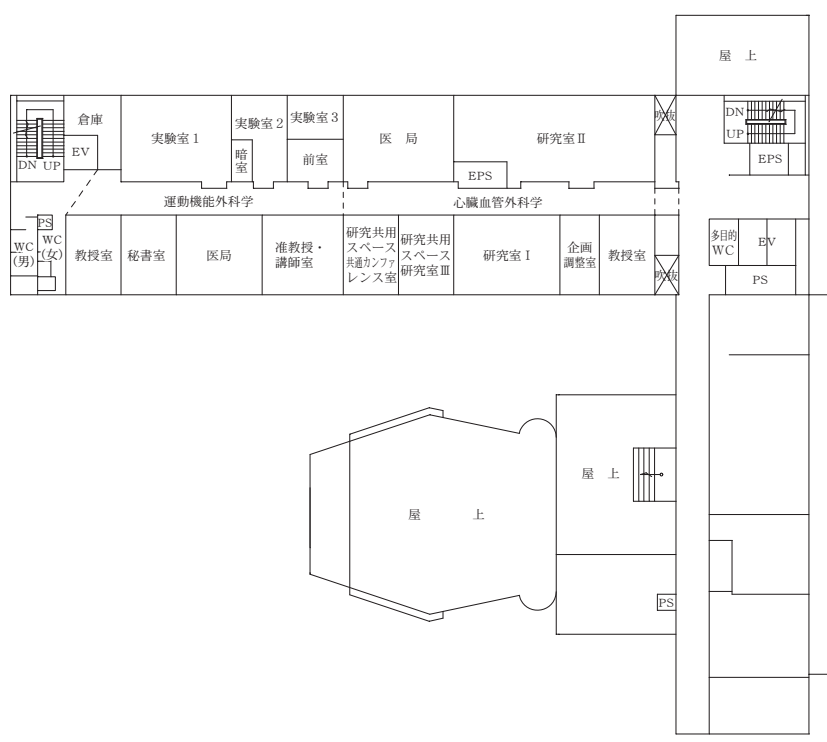 屋 上
倉庫
実験室1
実験室2
実験室3
医 局
研究室Ⅱ
吹抜
DN
UP
EPS
EV
DN UP
暗
室
前室
EPS
運動機能外科学
心臓血管外科学
PS
WC
(男)
WC
(女)
教授室
秘書室
医局
准教授・
講師室
研究共用
スペース
共通カンファ
レンス室
研究共用
スペース
研究室Ⅲ
研究室Ⅰ
企画
調整室
教授室
吹抜
多目的
WC
EV
PS
屋 上
屋 上
PS